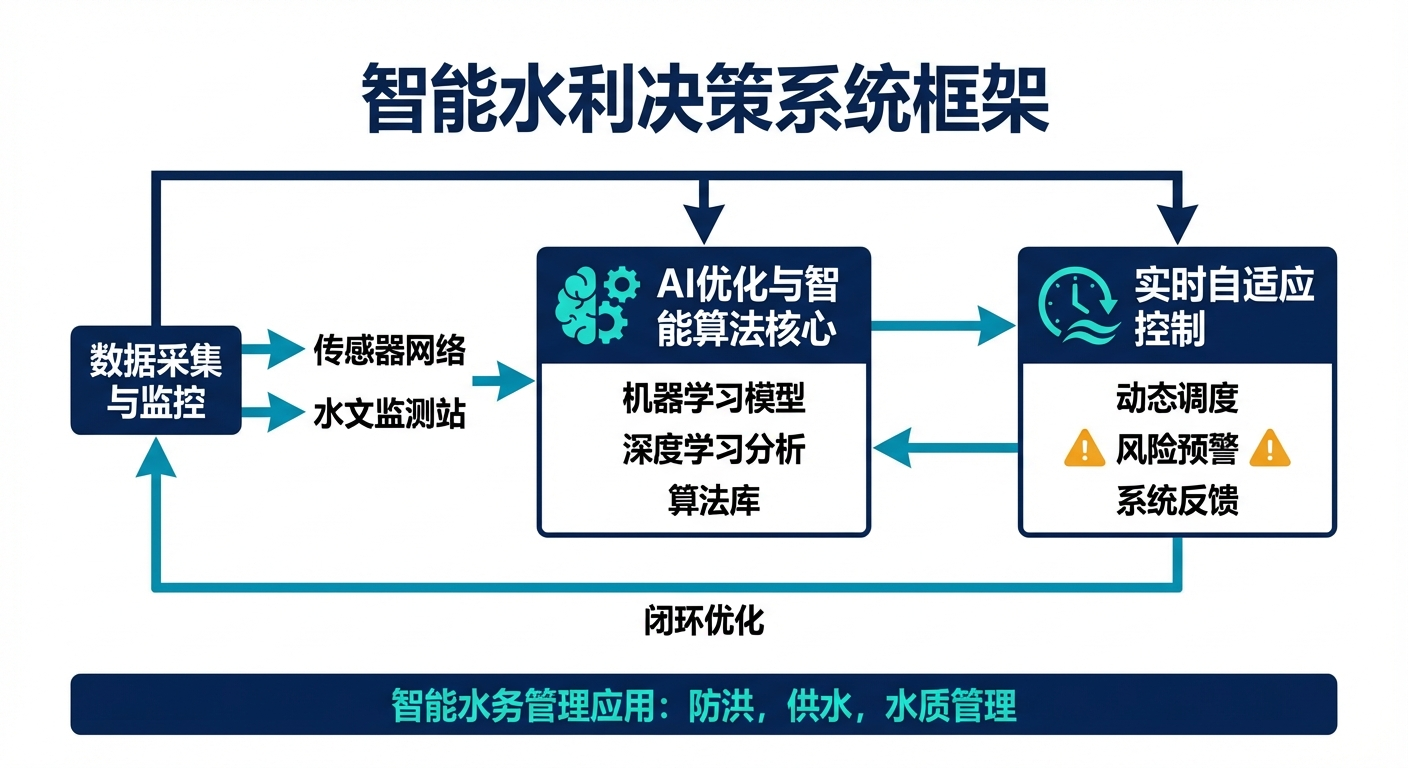 智能水利决策系统框架
数据采集
与监控
传感器网络
水文监测站
AI优化与智
能算法核心
机器学习模型
深度学习分析
算法库
实时自适应
控制
动态调度
风险预警
系统反馈
闭环优化
智能水务管理应用：防洪，供水，水质管理